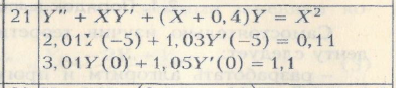 21 Y″ + XY′ + (X + 0,4)Y = X²
2,01Y(−5) + 1,03Y′(−5) = 0,11
3,01Y(0) + 1,05Y′(0) = 1,1